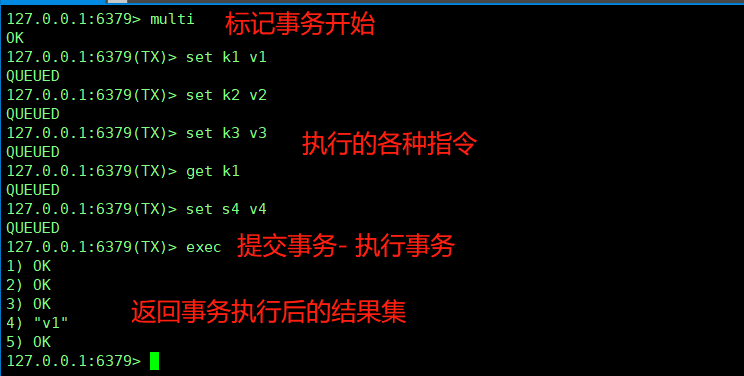 127.0.0.1:6379> multi 标记事务开始
OK
127.0.0.1:6379(TX)> set k1 v1
QUEUED
127.0.0.1:6379(TX)> set k2 v2
QUEUED
127.0.0.1:6379(TX)> set k3 v3
QUEUED
执行的各种指令
127.0.0.1:6379(TX)> get k1
QUEUED
127.0.0.1:6379(TX)> set s4 v4
QUEUED
127.0.0.1:6379(TX)> exec 提交事务- 执行事务
1) OK
2) OK
3) OK
返回事务执行后的结果集
4) "v1"
5) OK
127.0.0.1:6379>